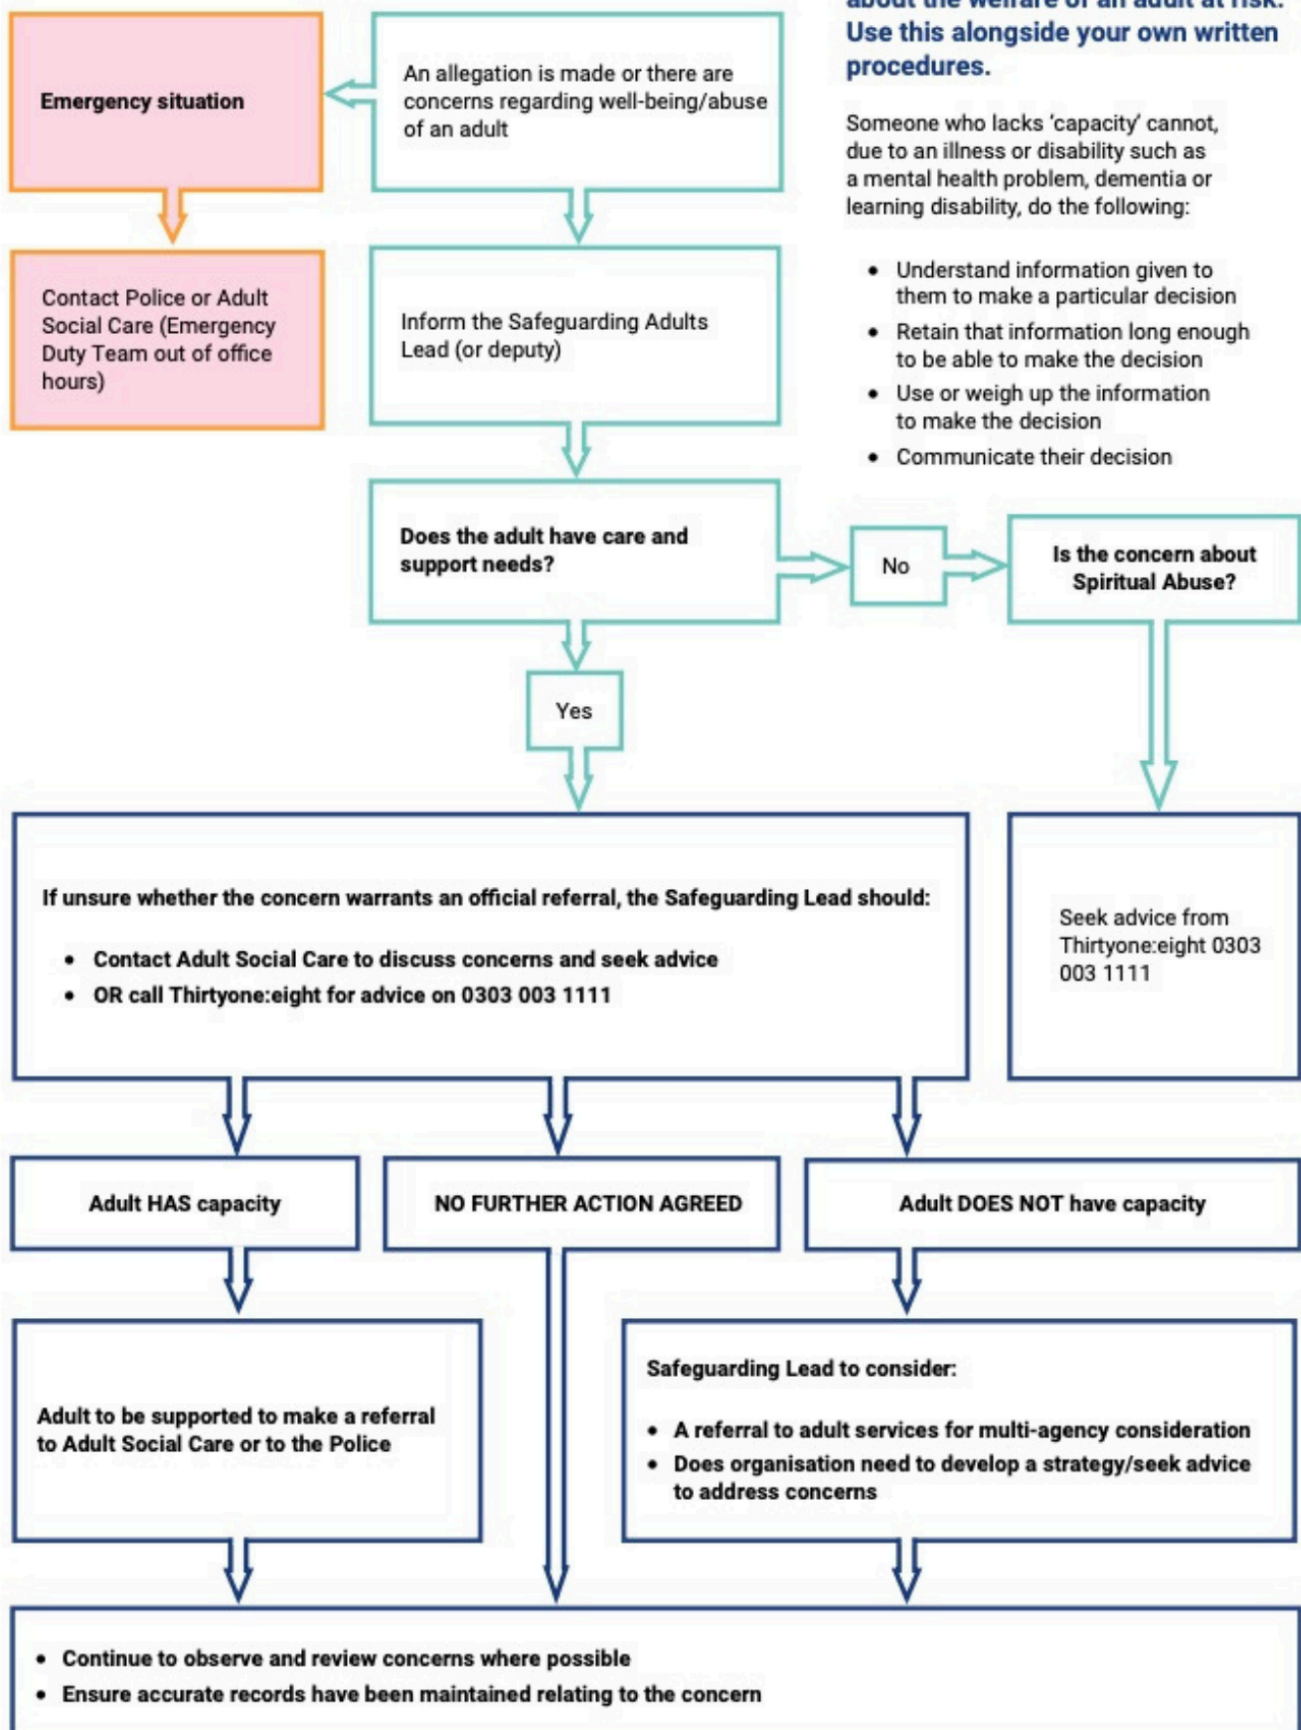 about the welfare of an adult at risk.
Use this alongside your own written
procedures.
Emergency situation
An allegation is made or there are
concerns regarding well-being/abuse
of an adult
Someone who lacks ‘capacity’ cannot,
due to an illness or disability such as
a mental health problem, dementia or
learning disability, do the following:
• Understand information given to
them to make a particular decision
• Retain that information long enough
to be able to make the decision
• Use or weigh up the information
to make the decision
• Communicate their decision
Contact Police or Adult
Social Care (Emergency
Duty Team out of office
hours)
Inform the Safeguarding Adults
Lead (or deputy)
Does the adult have care and
support needs?
No
Is the concern about
Spiritual Abuse?
Yes
If unsure whether the concern warrants an official referral, the Safeguarding Lead should:
• Contact Adult Social Care to discuss concerns and seek advice
• OR call Thirtyone:eight for advice on 0303 003 1111
Seek advice from
Thirtyone:eight 0303
003 1111
Adult HAS capacity
NO FURTHER ACTION AGREED
Adult DOES NOT have capacity
Adult to be supported to make a referral
to Adult Social Care or to the Police
Safeguarding Lead to consider:
• A referral to adult services for multi-agency consideration
• Does organisation need to develop a strategy/seek advice
to address concerns
• Continue to observe and review concerns where possible
• Ensure accurate records have been maintained relating to the concern